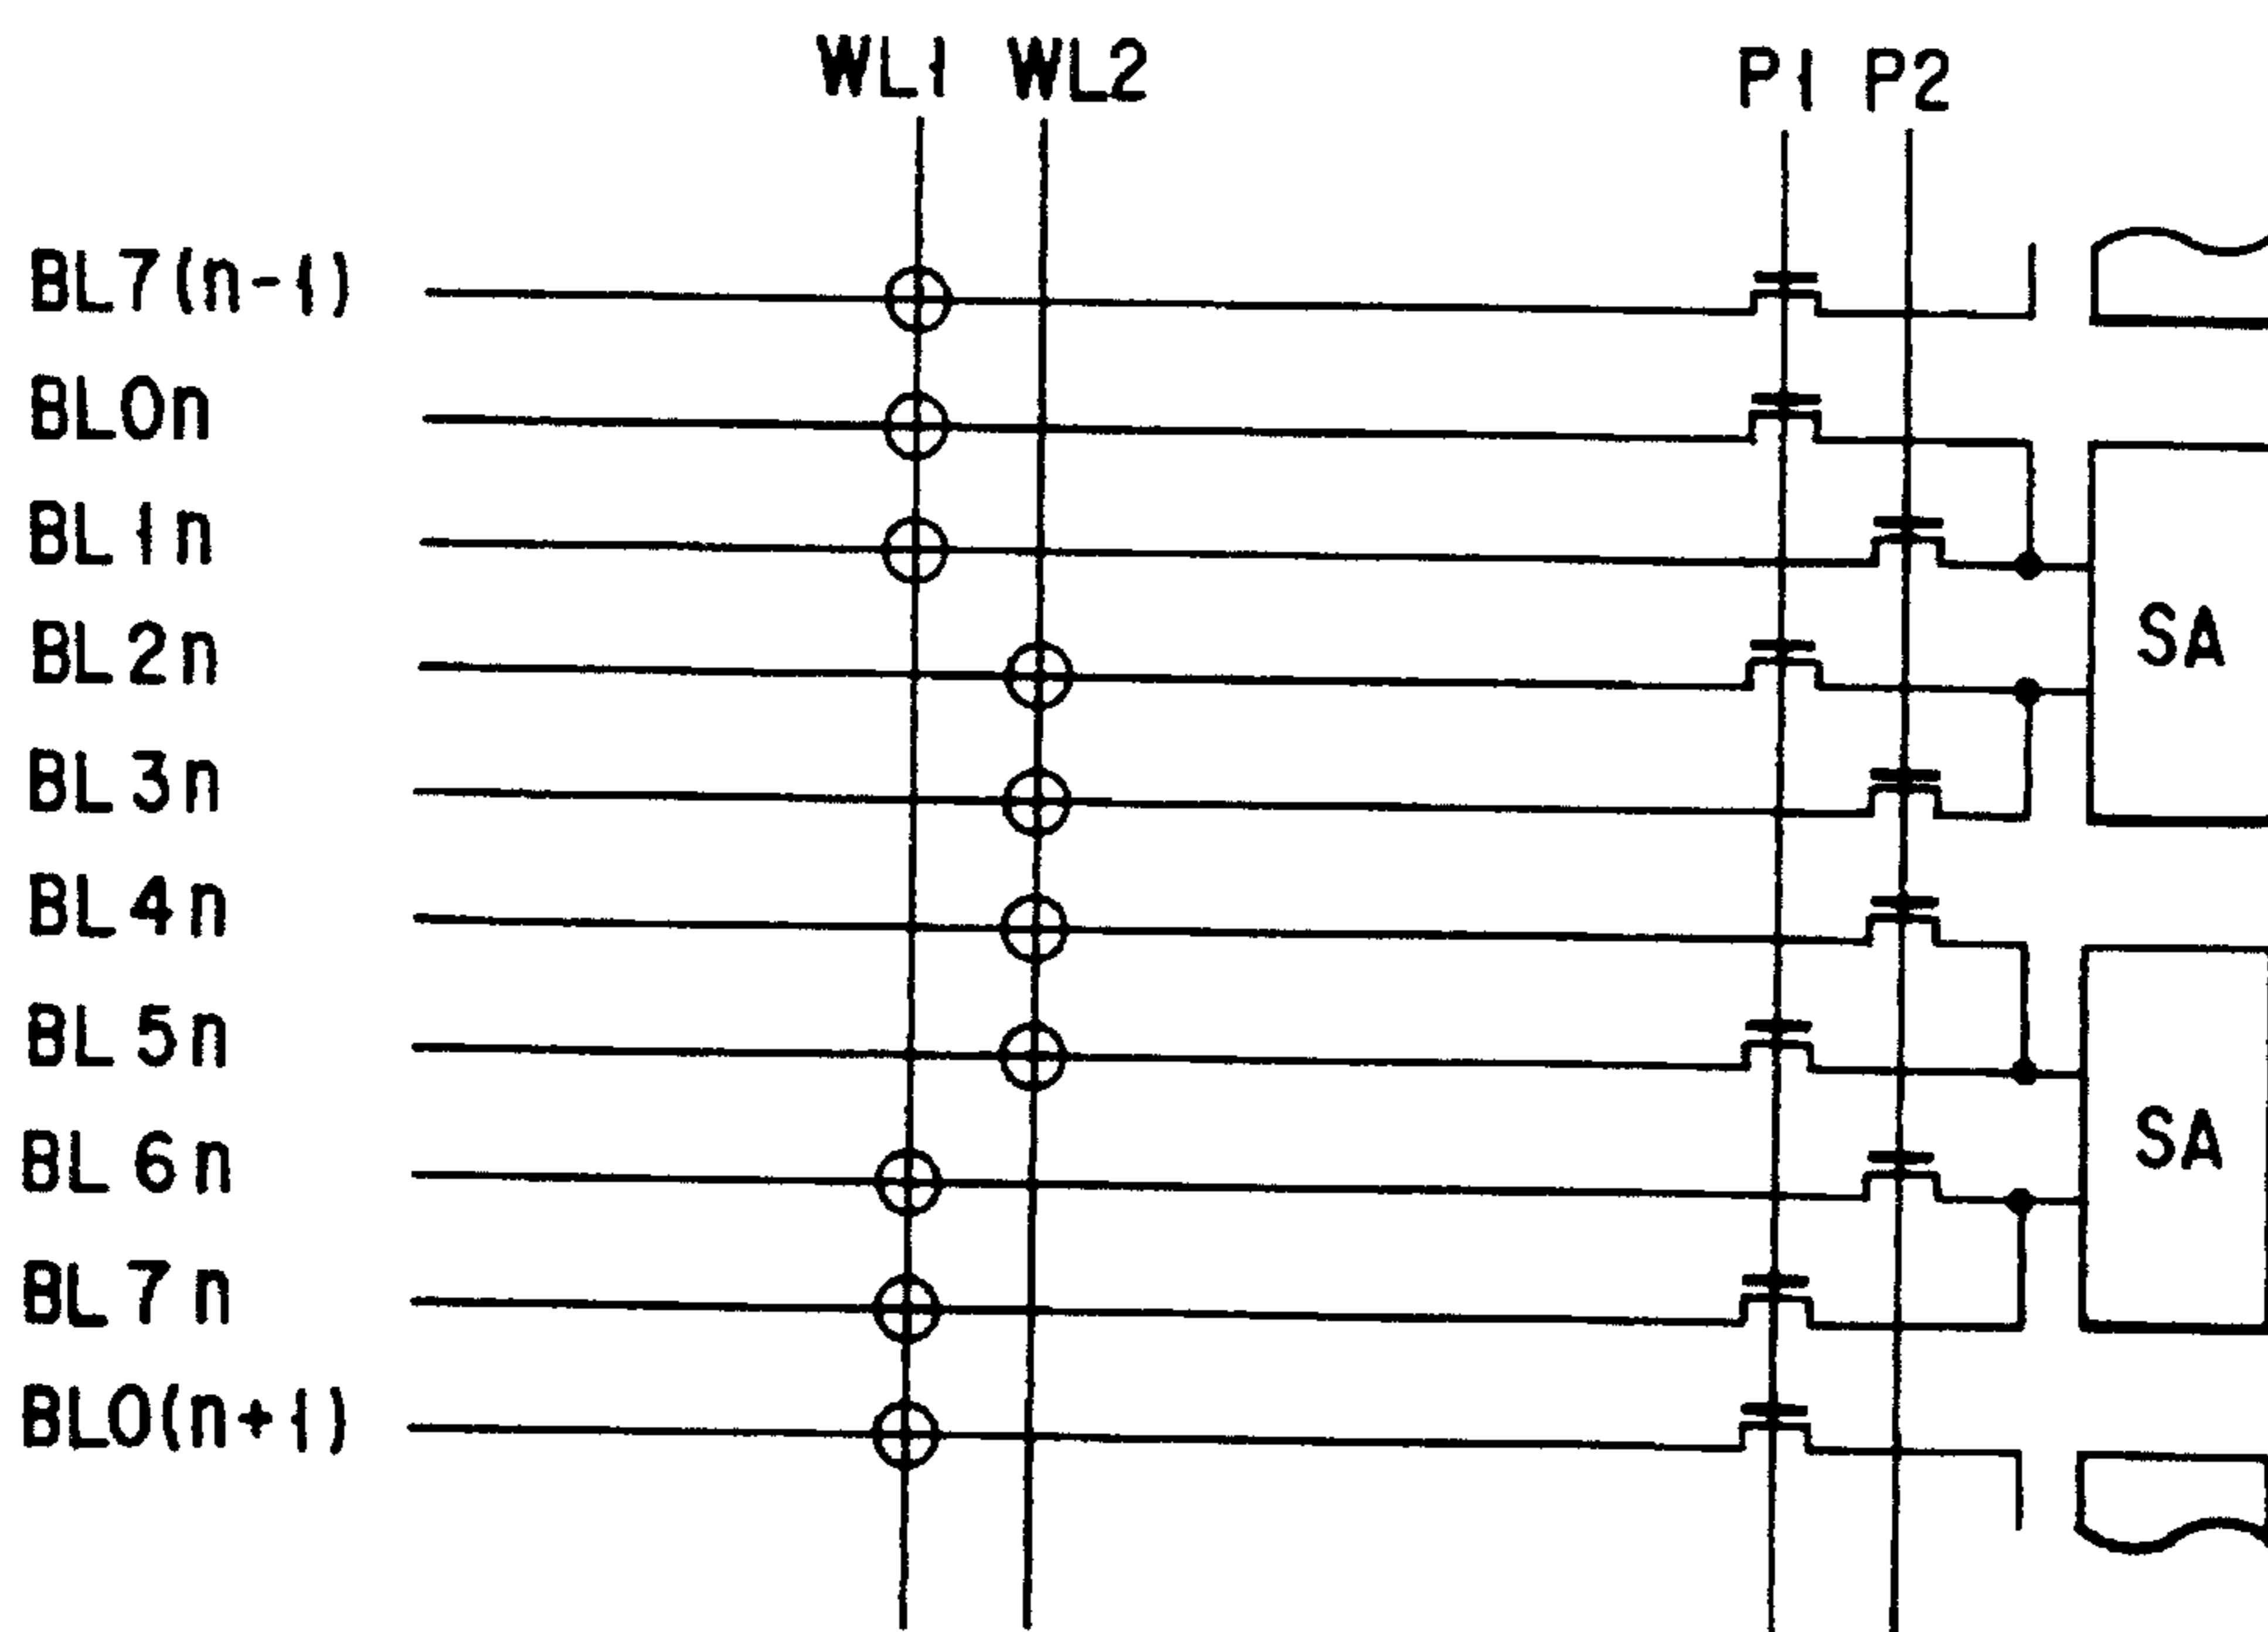 WL1 WL2 P1 P2
BL7(n-1)
BL0n
BL1n
SA
BL2n
BL3n
BL4n
BL5n
SA
BL6n
BL7n
BL0(n+1)